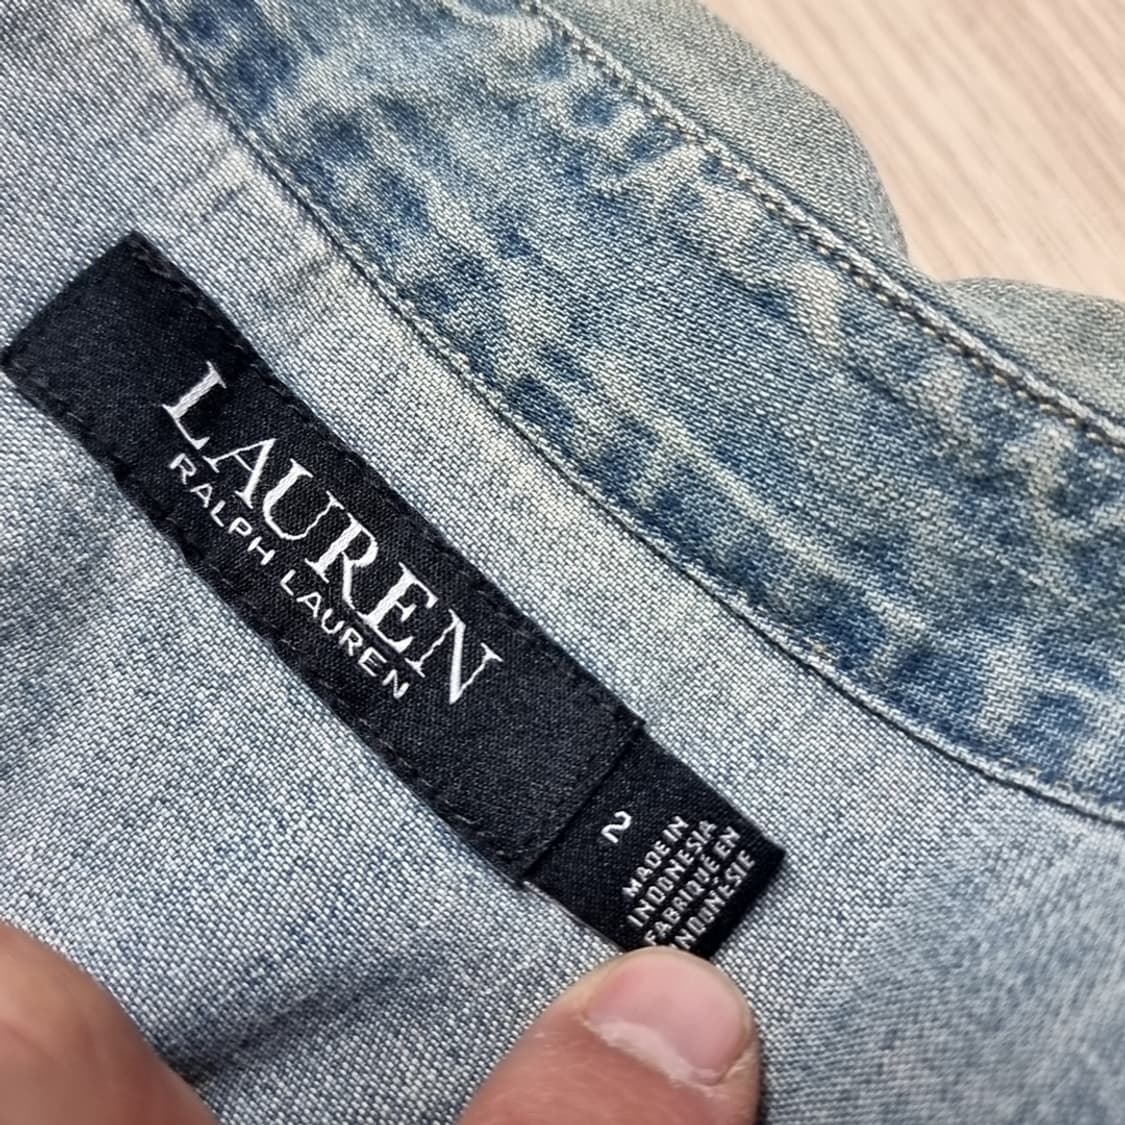 LAUREN
RALPH LAUREN
2
MADE IN
INDONESIA
FABRIQUÉ EN
INDONÉSIE